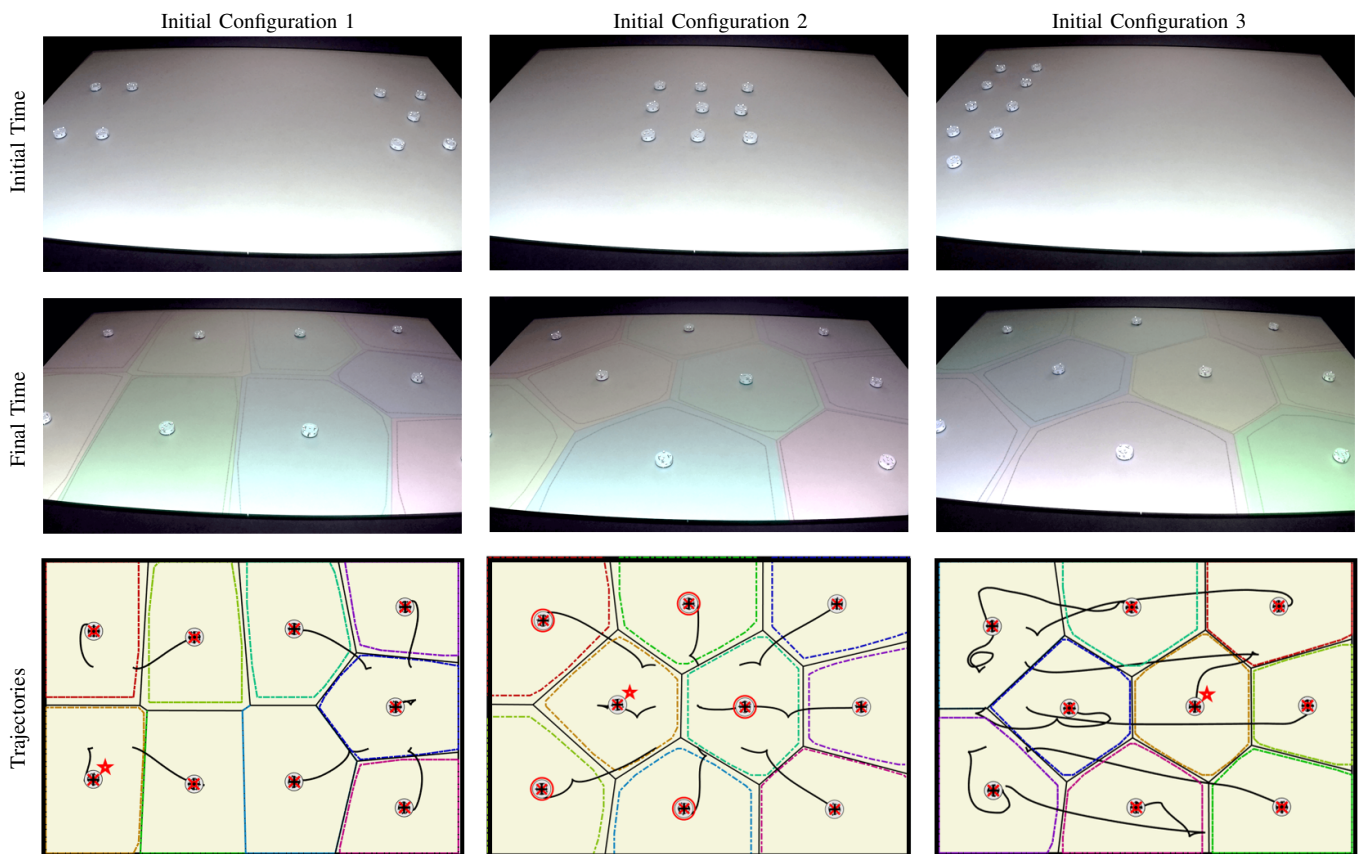 Initial Configuration 1
Initial Configuration 2
Initial Configuration 3
Initial Time
Final Time
Trajectories